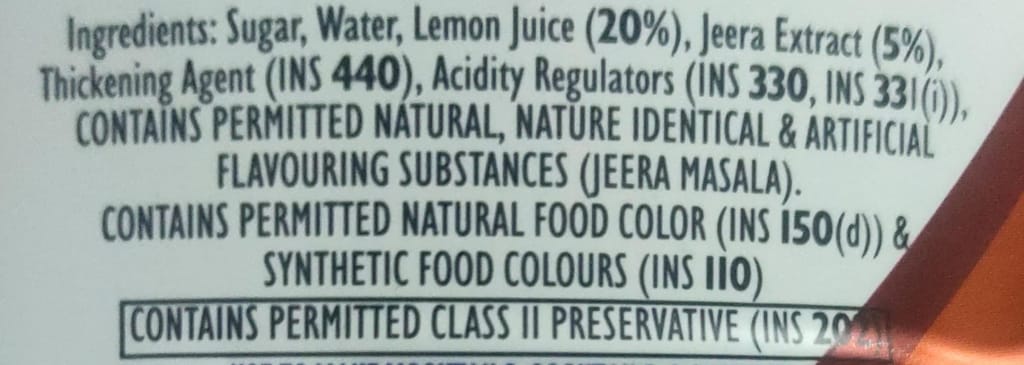 Ingredients: Sugar, Water, Lemon Juice (20%), Jeera Extract (5%),
Thickening Agent (INS 440), Acidity Regulators (INS 330, INS 331(i)),
CONTAINS PERMITTED NATURAL, NATURE IDENTICAL & ARTIFICIAL
FLAVOURING SUBSTANCES (JEERA MASALA).
CONTAINS PERMITTED NATURAL FOOD COLOR (INS 150(d)) &
SYNTHETIC FOOD COLOURS (INS 110)
CONTAINS PERMITTED CLASS II PRESERVATIVE (INS